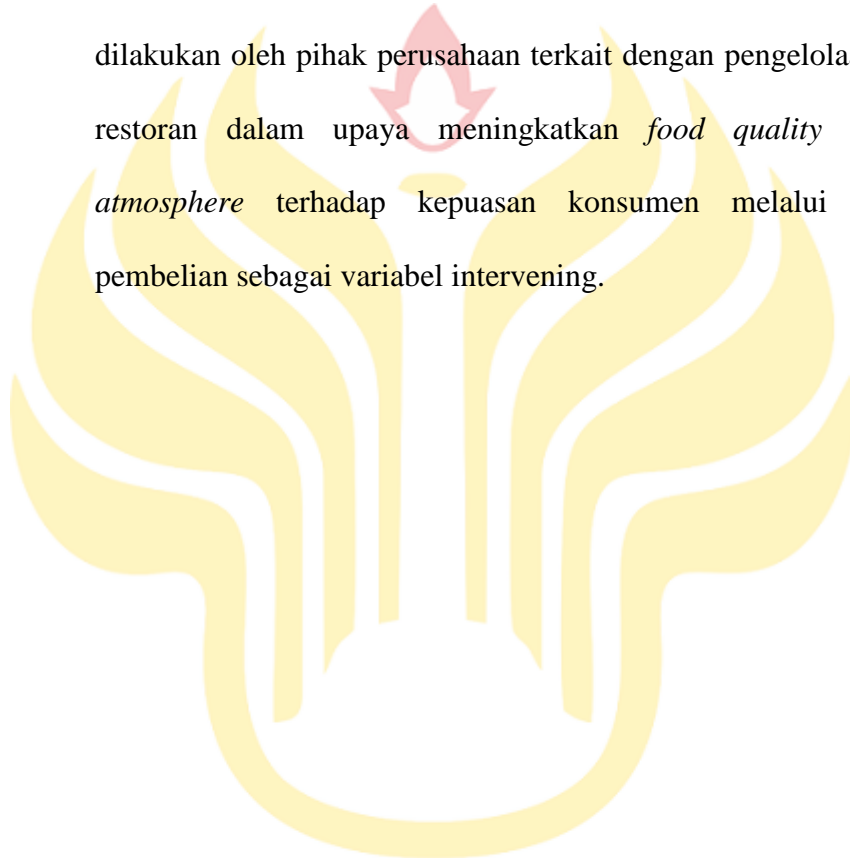 dilakukan oleh pihak perusahaan terkait dengan pengelola
restoran dalam upaya meningkatkan food quality
atmosphere terhadap kepuasan konsumen melalui
pembelian sebagai variabel intervening.